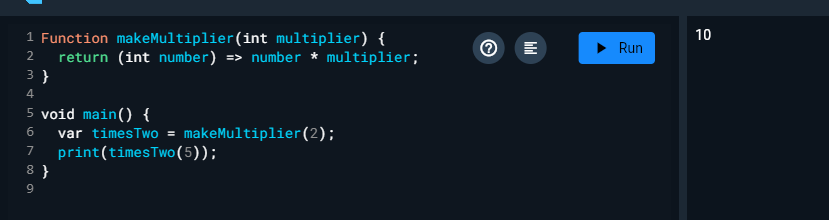 1 Function makeMultiplier(int multiplier) {
2   return (int number) => number * multiplier;
3 }
4
5 void main() {
6   var timesTwo = makeMultiplier(2);
7   print(timesTwo(5));
8 }
9
Run
10